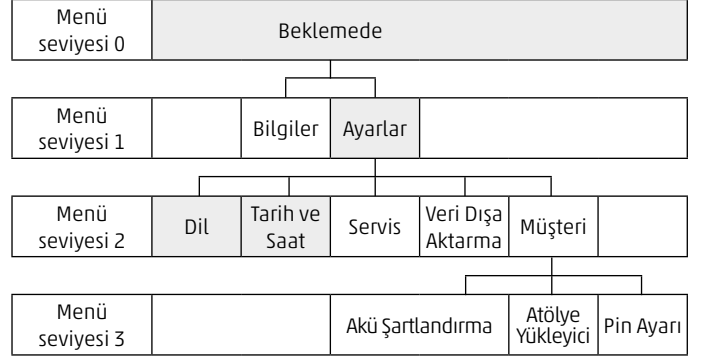 Menü
seviyesi 0
Beklemede
Menü
seviyesi 1
Bilgiler
Ayarlar
Menü
seviyesi 2
Dil
Tarih ve
Saat
Servis
Veri Dışa
Aktarma
Müşteri
Menü
seviyesi 3
Akü Şartlandırma
Atölye
Yükleyici
Pin Ayarı